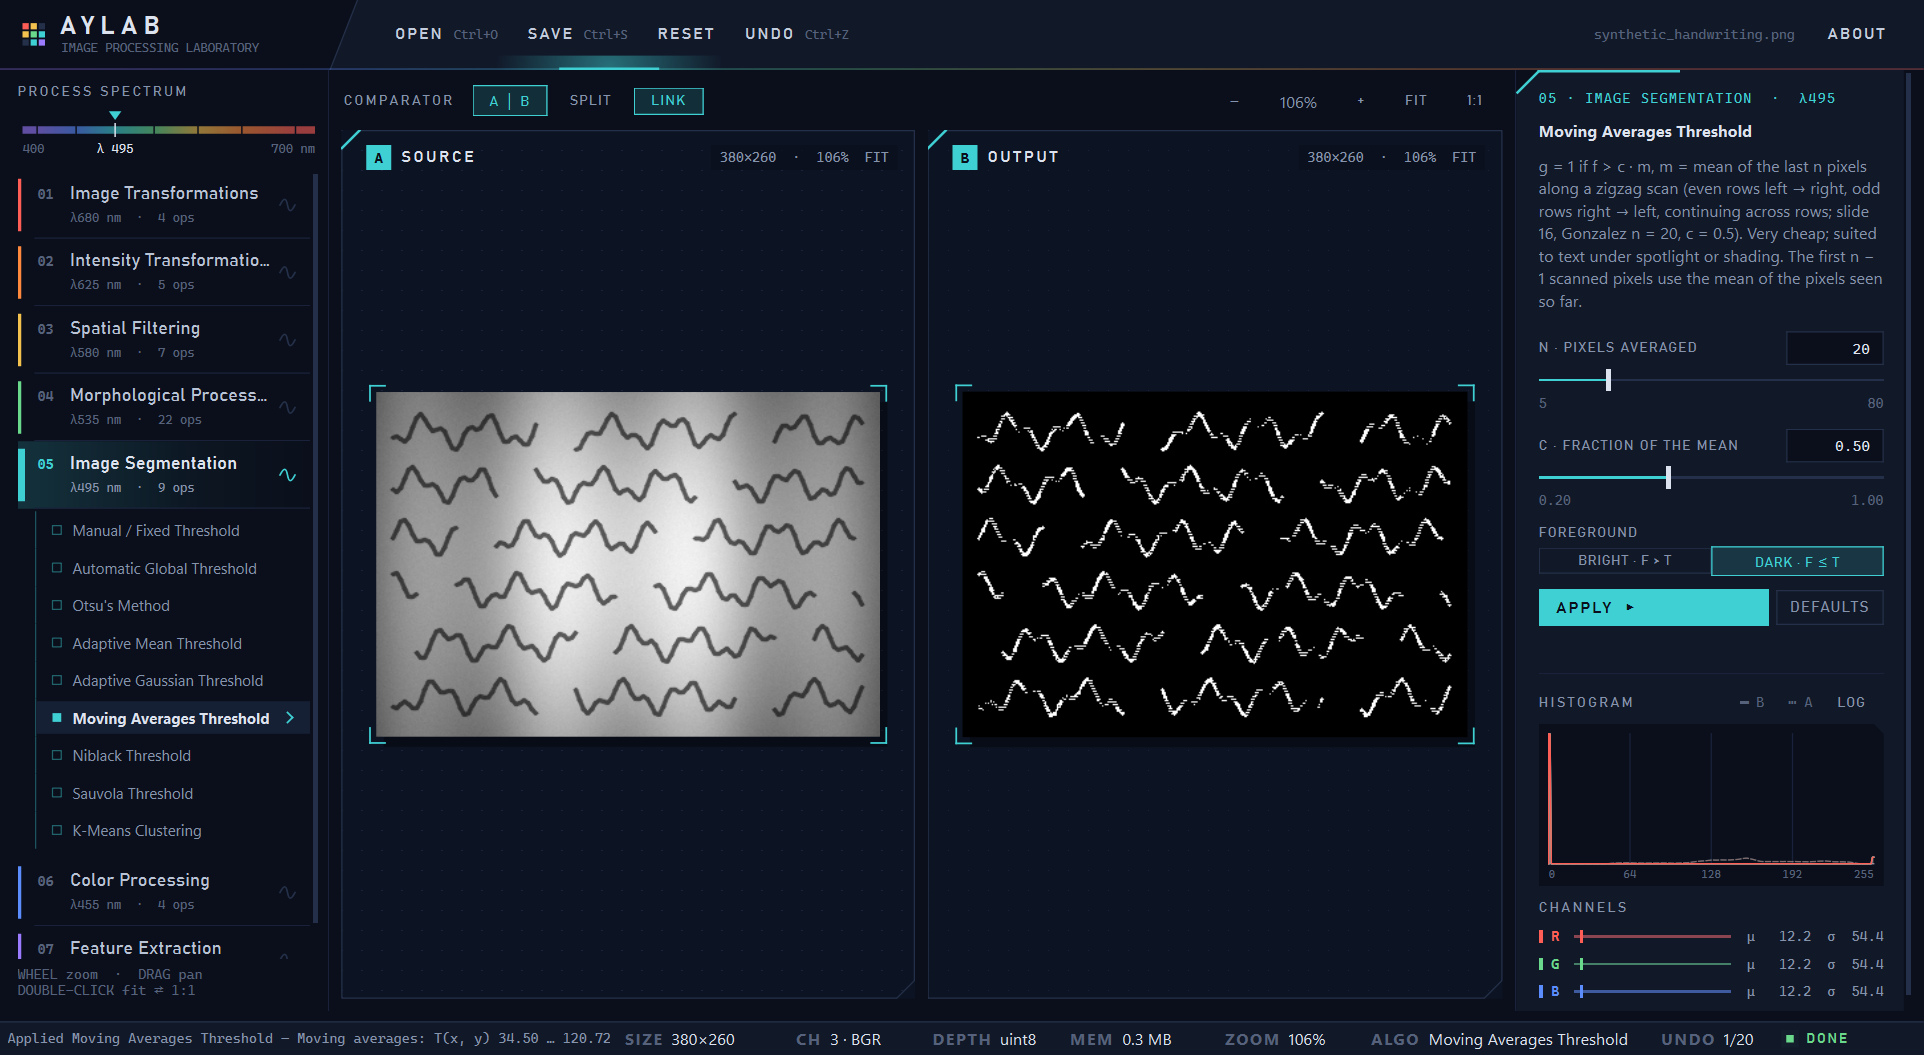 AYLAB
IMAGE PROCESSING LABORATORY
OPEN Ctrl+O SAVE Ctrl+S RESET UNDO Ctrl+Z
synthetic_handwriting.png ABOUT
PROCESS SPECTRUM
400 λ 495 700 nm
01 Image Transformations
λ680 nm · 4 ops
02 Intensity Transformatio...
λ625 nm · 5 ops
03 Spatial Filtering
λ580 nm · 7 ops
04 Morphological Process...
λ535 nm · 22 ops
05 Image Segmentation
λ495 nm · 9 ops
Manual / Fixed Threshold
Automatic Global Threshold
Otsu's Method
Adaptive Mean Threshold
Adaptive Gaussian Threshold
Moving Averages Threshold
Niblack Threshold
Sauvola Threshold
K-Means Clustering
06 Color Processing
λ455 nm · 4 ops
07 Feature Extraction
WHEEL zoom · DRAG pan
DOUBLE-CLICK fit ⇄ 1:1
COMPARATOR A | B SPLIT LINK
− 106% + FIT 1:1
A SOURCE 380×260 · 106% FIT
B OUTPUT 380×260 · 106% FIT
05 · IMAGE SEGMENTATION · λ495
Moving Averages Threshold
g = 1 if f > c · m, m = mean of the last n pixels
along a zigzag scan (even rows left → right, odd
rows right → left, continuing across rows; slide
16, Gonzalez n = 20, c = 0.5). Very cheap; suited
to text under spotlight or shading. The first n −
1 scanned pixels use the mean of the pixels seen
so far.
N · PIXELS AVERAGED 20
5 80
C · FRACTION OF THE MEAN 0.50
0.20 1.00
FOREGROUND
BRIGHT · F > T DARK · F ≤ T
APPLY ▸ DEFAULTS
HISTOGRAM B A LOG
0 64 128 192 255
CHANNELS
R μ 12.2 σ 54.4
G μ 12.2 σ 54.4
B μ 12.2 σ 54.4
Applied Moving Averages Threshold — Moving averages: T(x, y) 34.50 … 120.72 SIZE 380×260 CH 3 · BGR DEPTH uint8 MEM 0.3 MB ZOOM 106% ALGO Moving Averages Threshold UNDO 1/20 DONE